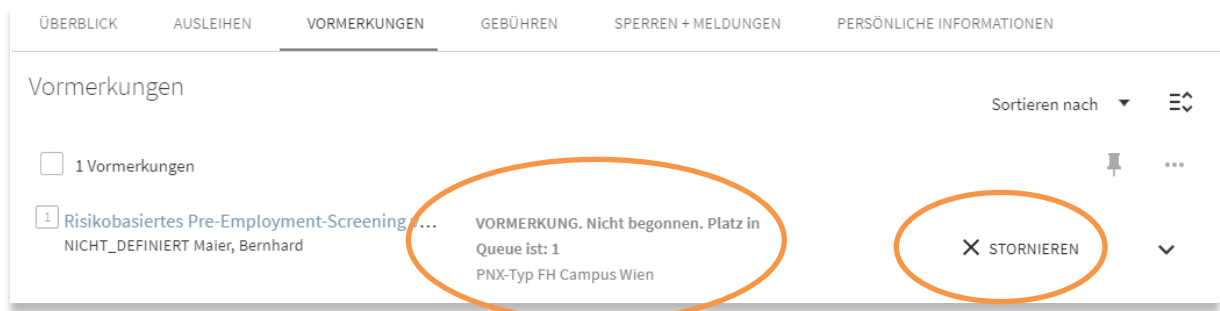 ÜBERBLICK AUSLEIHEN VORMERKUNGEN GEBÜHREN SPERREN + MELDUNGEN PERSÖNLICHE INFORMATIONEN
Vormerkungen
Sortieren nach
1 Vormerkungen
1 Risikobasiertes Pre-Employment-Screening v...
NICHT_DEFINIERT Maier, Bernhard
VORMERKUNG. Nicht begonnen. Platz in
Queue ist: 1
PNX-Typ FH Campus Wien
STORNIEREN